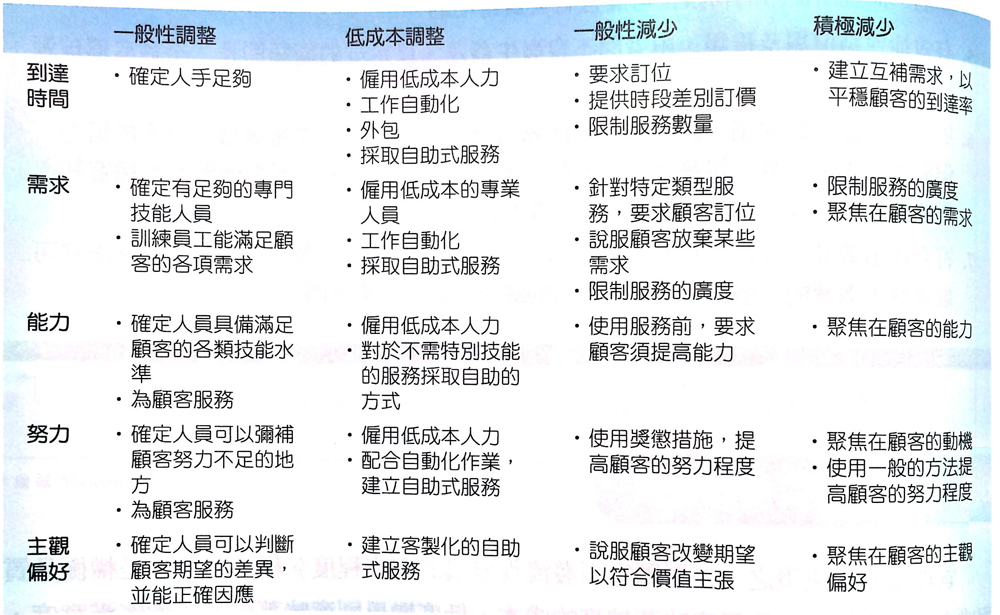 一般性調整
低成本調整
一般性減少
積極減少
到達
時間
・確定人手足夠
・僱用低成本人力
・工作自動化
・外包
・採取自助式服務
・要求訂位
・提供時段差別訂價
・限制服務數量
・建立互補需求，以
平穩顧客的到達率
需求
・確定有足夠的專門
技能人員
・訓練員工能滿足顧
客的各項需求
・僱用低成本的專業
人員
・工作自動化
・採取自助式服務
・針對特定類型服
務，要求顧客訂位
・說服顧客放棄某些
需求
・限制服務的廣度
・限制服務的廣度
・聚焦在顧客的需求
能力
・確定人員具備滿足
顧客的各類技能水
準
・為顧客服務
・僱用低成本人力
・對於不需特別技能
的服務採取自助的
方式
・使用服務前，要求
顧客須提高能力
・聚焦在顧客的能力
努力
・確定人員可以彌補
顧客努力不足的地
方
・為顧客服務
・僱用低成本人力
・配合自動化作業，
建立自助式服務
・使用獎懲措施，提
高顧客的努力程度
・聚焦在顧客的動機
・使用一般的方法提
高顧客的努力程度
主觀
偏好
・確定人員可以判斷
顧客期望的差異，
並能正確因應
・建立客製化的自助
式服務
・說服顧客改變期望
以符合價值主張
・聚焦在顧客的主觀
偏好